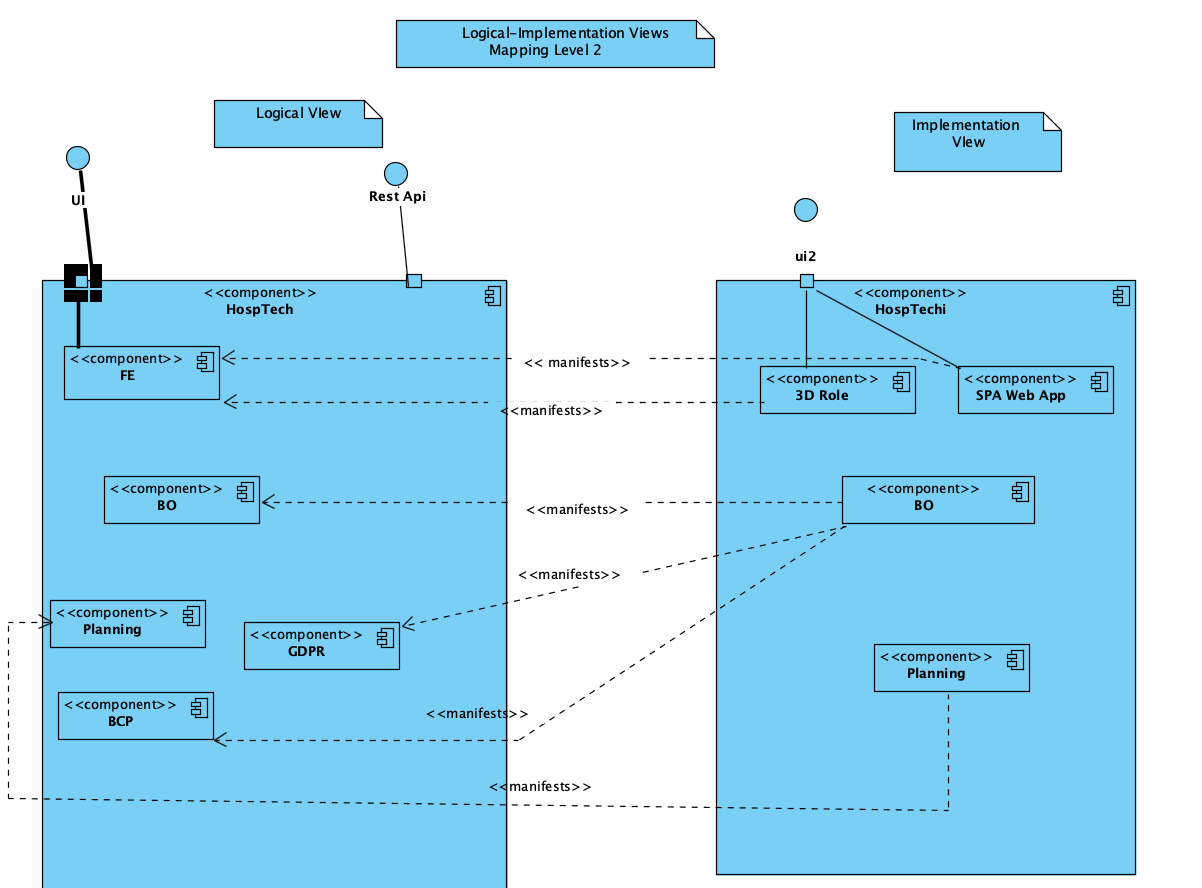 Logical-Implementation Views
Mapping Level 2
Logical VIew
Implementation
VIew
UI
Rest Api
ui2
<<component>>
HospTech
<<component>>
HospTechi
<<component>>
FE
<< manifests>>
<<component>>
3D Role
<<component>>
SPA Web App
<<manifests>>
<<component>>
BO
<<manifests>>
<<component>>
BO
<<manifests>>
<<component>>
Planning
<<component>>
GDPR
<<component>>
Planning
<<component>>
BCP
<<manifests>>
<<manifests>>